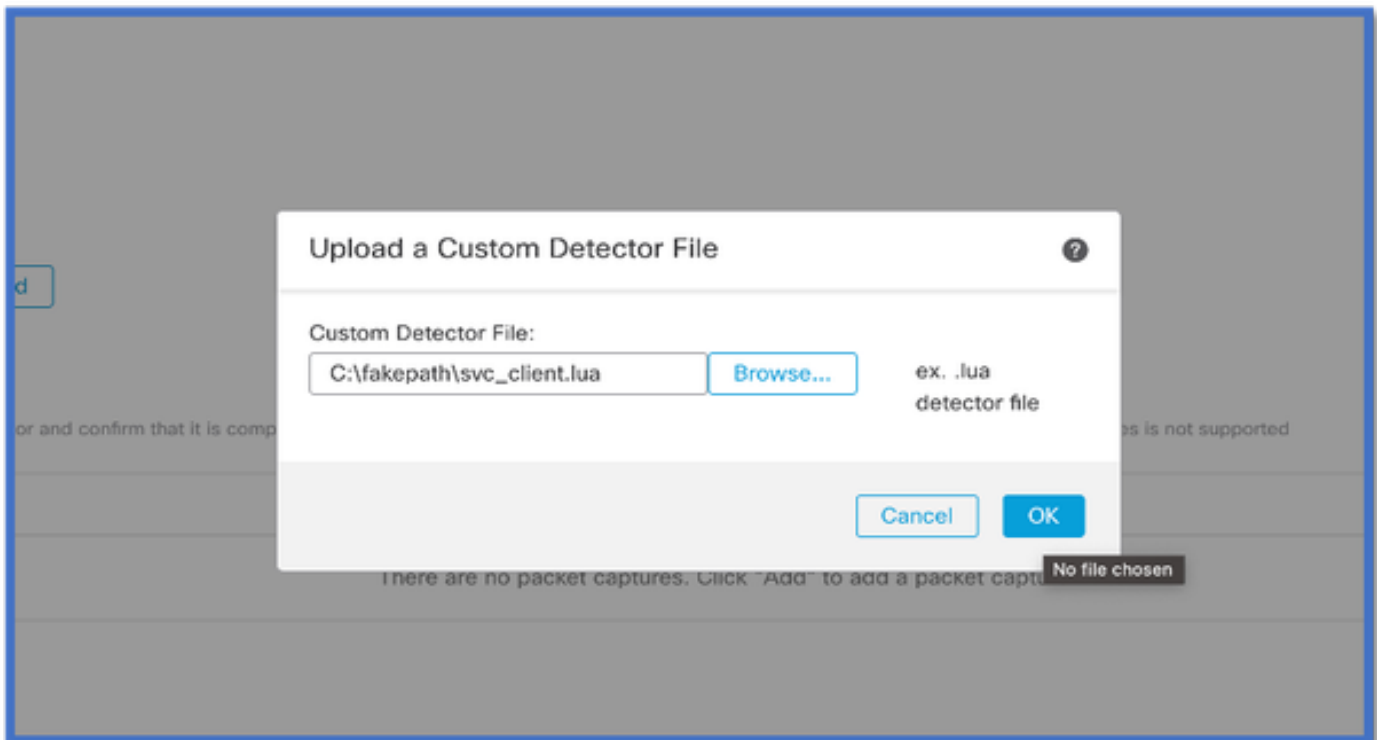 Upload a Custom Detector File
?
d
Custom Detector File:
C:\fakepath\svc_client.lua
Browse...
ex. .lua
detector file
or and confirm that it is comp
es is not supported
Cancel
OK
No file chosen
There are no packet captures. Click "Add" to add a packet captu